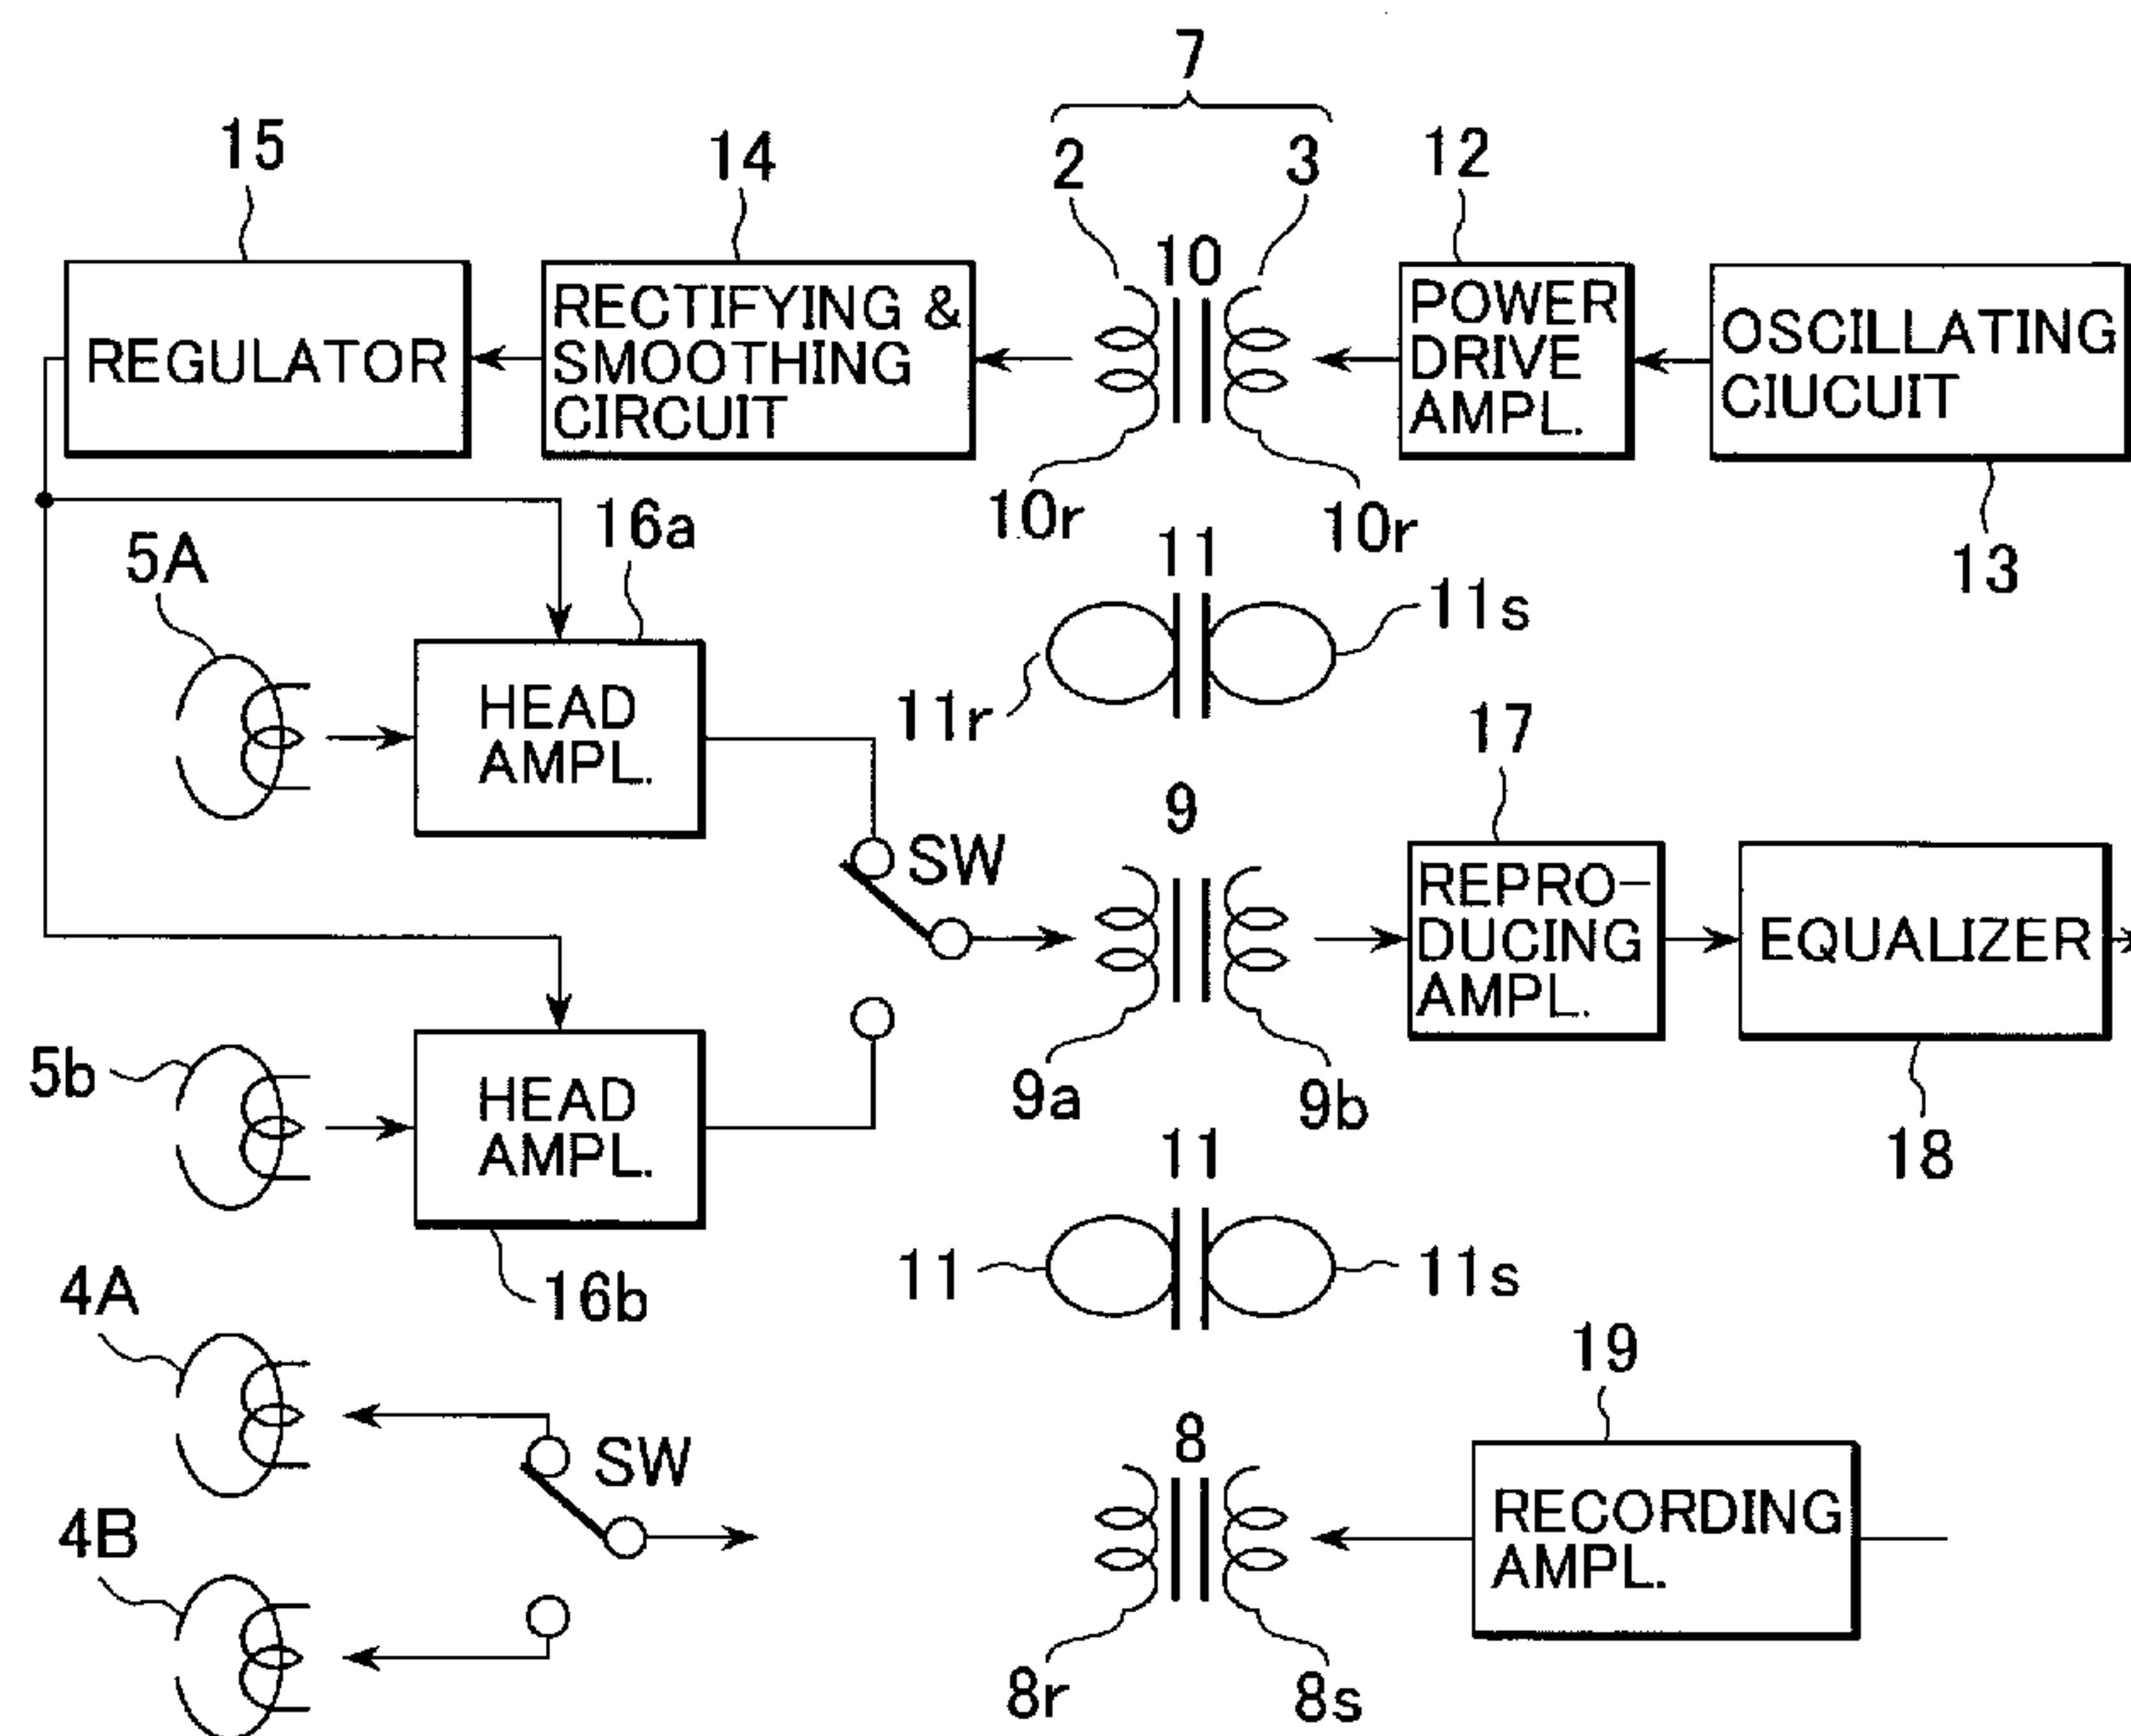 7
15
14
2
3
12
10
REGULATOR
RECTIFYING &
SMOOTHING
CIRCUIT
POWER
DRIVE
AMPL.
OSCILLATING
CIUCUIT
10r
10r
13
5A
16a
11
11s
11r
HEAD
AMPL.
17
9
SW
REPRO-
DUCING
AMPL.
EQUALIZER
5b
HEAD
AMPL.
9a
9b
18
11
11
11s
16b
4A
19
8
SW
RECORDING
AMPL.
4B
8r
8s